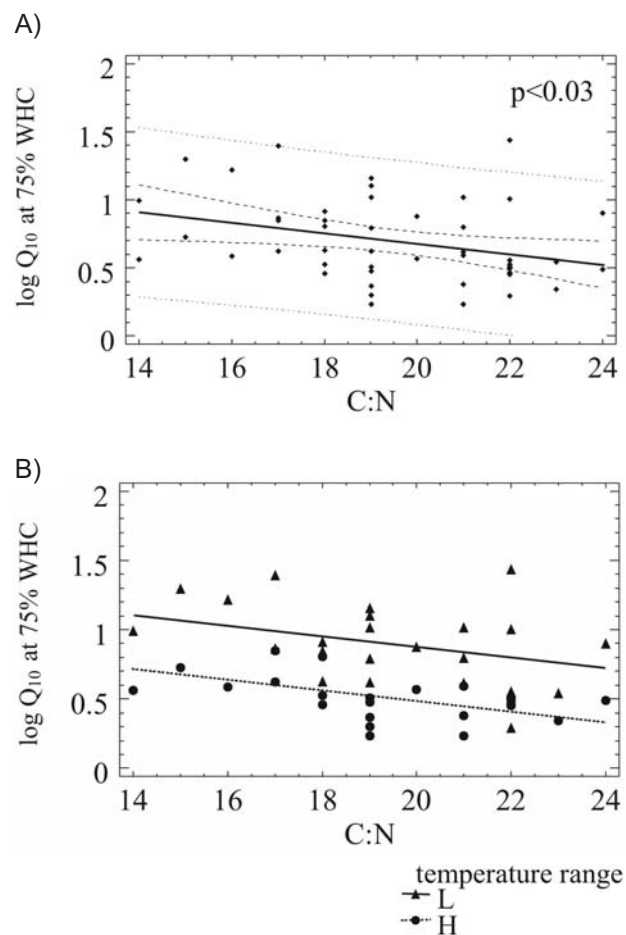 A)
log Q10 at 75% WHC
2
1.5
1
0.5
0
p<0.03
14 16 18 20 22 24
C:N
B)
log Q10 at 75% WHC
2
1.5
1
0.5
0
14 16 18 20 22 24
C:N
temperature range
L
H